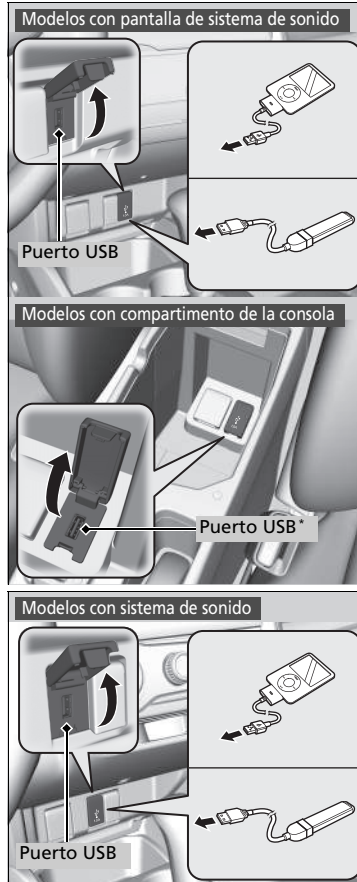 Modelos con pantalla de sistema de sonido
Puerto USB
Modelos con compartimento de la consola
Puerto USB*
Modelos con sistema de sonido
Puerto USB